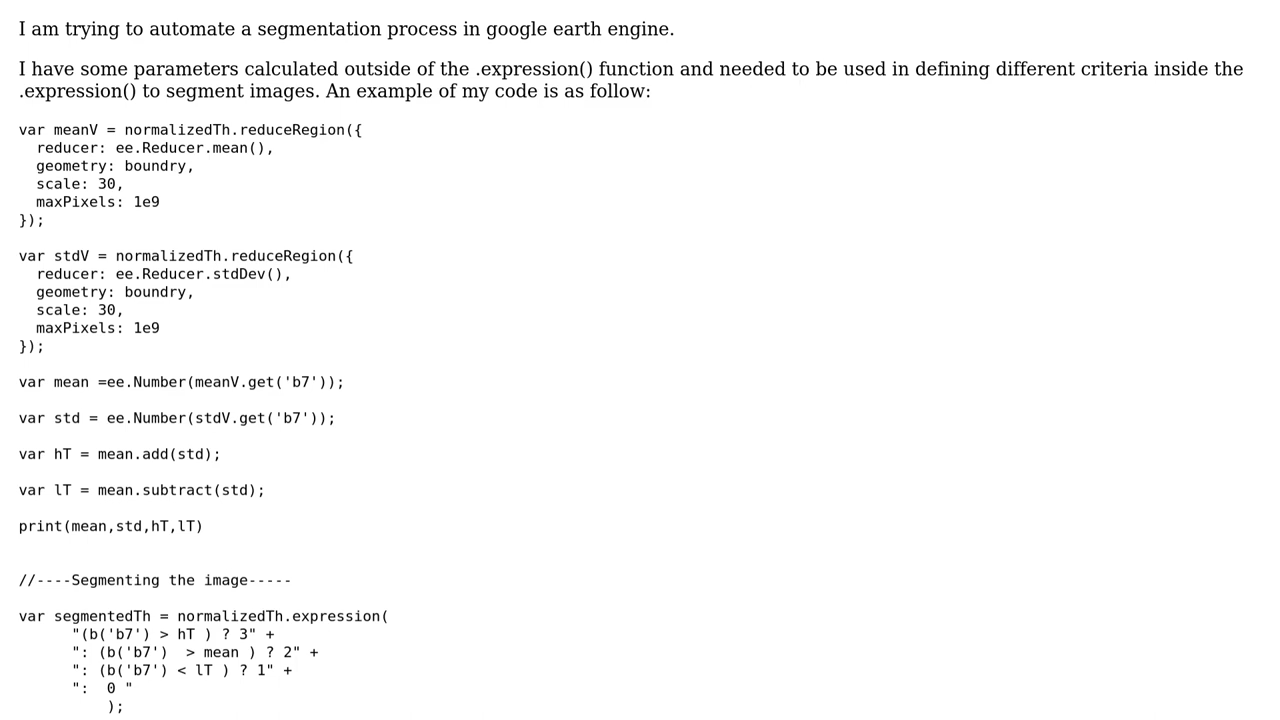 I am trying to automate a segmentation process in google earth engine.
I have some parameters calculated outside of the .expression() function and needed to be used in defining different criteria inside the
.expression() to segment images. An example of my code is as follow:
var meanV = normalizedTh.reduceRegion({
  reducer: ee.Reducer.mean(),
  geometry: boundry,
  scale: 30,
  maxPixels: 1e9
});
var stdV = normalizedTh.reduceRegion({
  reducer: ee.Reducer.stdDev(),
  geometry: boundry,
  scale: 30,
  maxPixels: 1e9
});
var mean =ee.Number(meanV.get('b7'));
var std = ee.Number(stdV.get('b7'));
var hT = mean.add(std);
var lT = mean.subtract(std);
print(mean,std,hT,lT)
//----Segmenting the image-----
var segmentedTh = normalizedTh.expression(
      "(b('b7') > hT ) ? 3" +
      ": (b('b7')  > mean ) ? 2" +
      ": (b('b7') < lT ) ? 1" +
      ":  0 "
          );